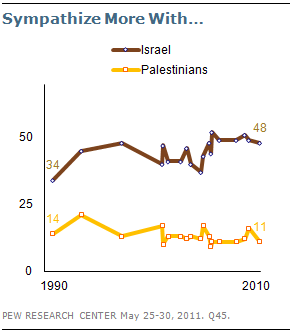 Sympathize More With...
Israel
Palestinians
50
48
34
25
14
11
0
1990 2010
PEW RESEARCH CENTER May 25-30, 2011. Q45.